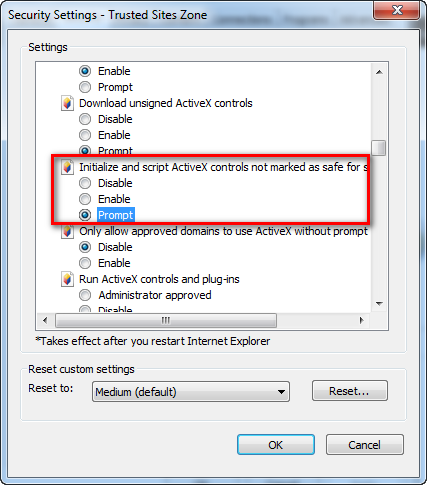 Security Settings - Trusted Sites Zone
Settings
Enable
Prompt
Download unsigned ActiveX controls
Disable
Enable
Prompt
Initialize and script ActiveX controls not marked as safe for s
Disable
Enable
Prompt
Only allow approved domains to use ActiveX without prompt
Disable
Enable
Run ActiveX controls and plug-ins
Administrator approved
Disable
*Takes effect after you restart Internet Explorer
Reset custom settings
Reset to:
Medium (default)
Reset...
OK
Cancel